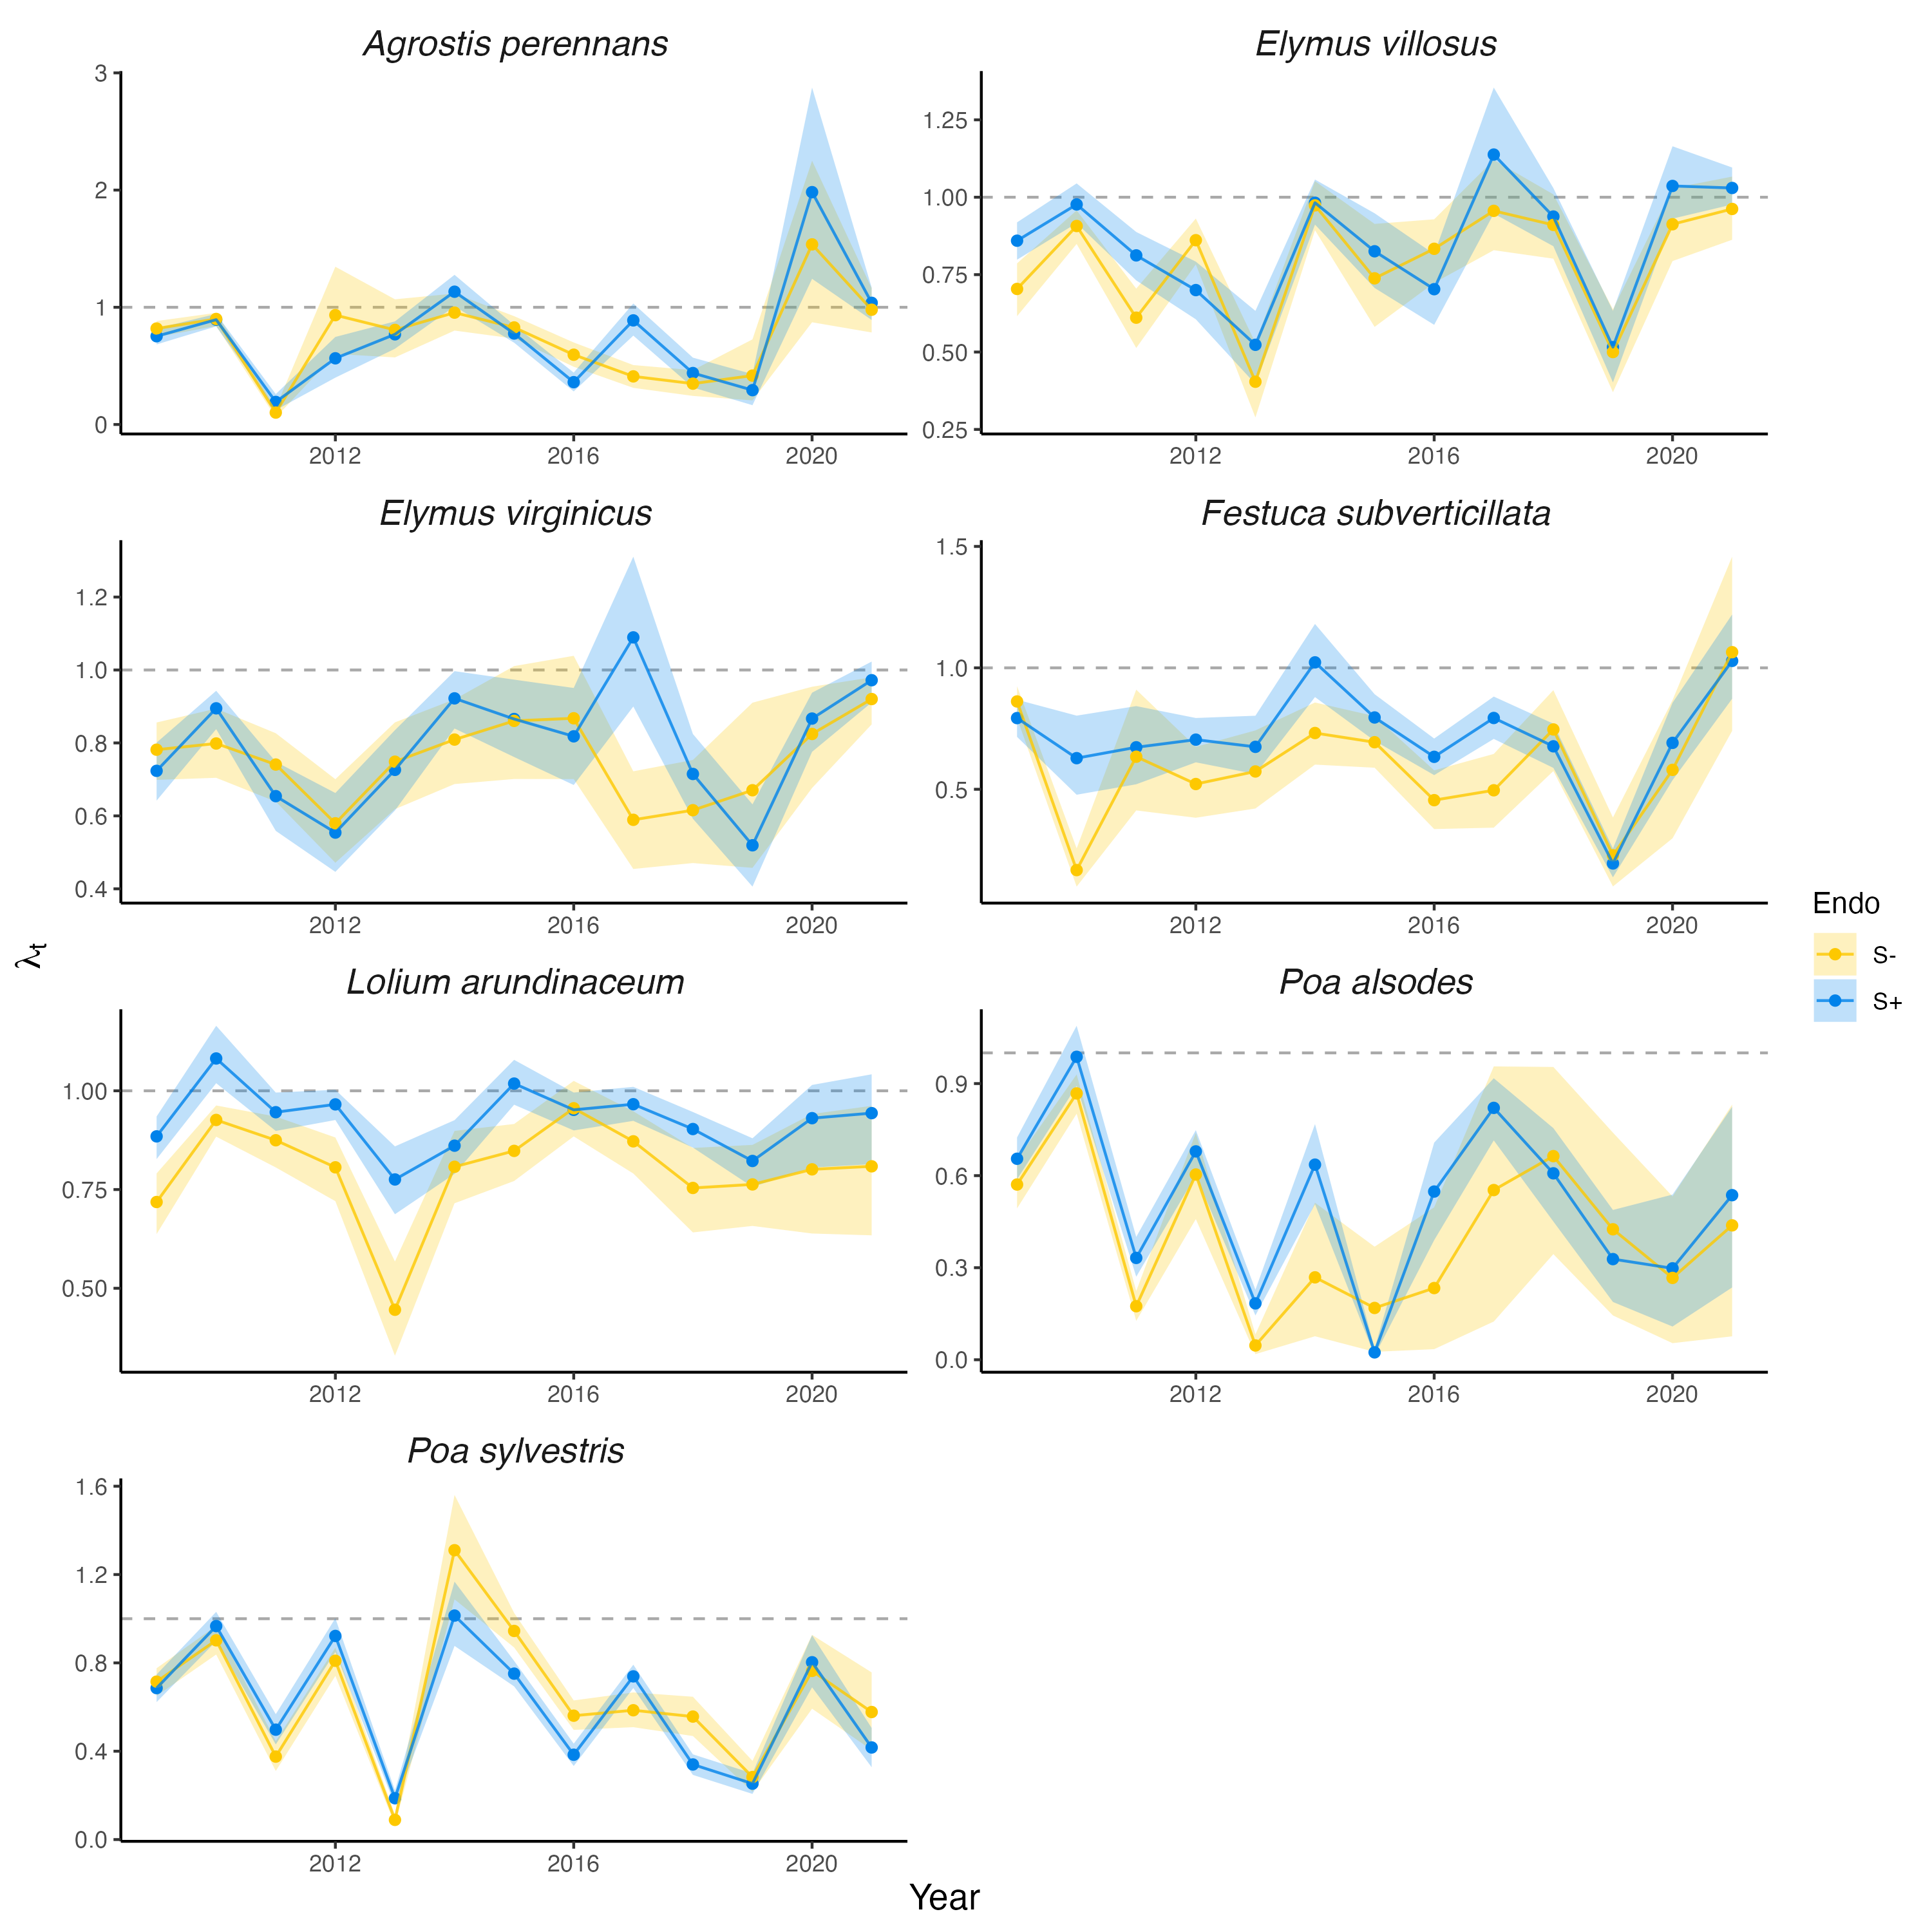 Agrostis perennans
3
2
1
0
2012 2016 2020
Elymus villosus
1.25
1.00
0.75
0.50
0.25
2012 2016 2020
Elymus virginicus
1.2
1.0
0.8
0.6
0.4
2012 2016 2020
Festuca subverticillata
1.5
1.0
0.5
2012 2016 2020
Lolium arundinaceum
1.00
0.75
0.50
2012 2016 2020
Poa alsodes
0.9
0.6
0.3
0.0
2012 2016 2020
Poa sylvestris
1.6
1.2
0.8
0.4
0.0
2012 2016 2020
λt
Year
Endo
S-
S+